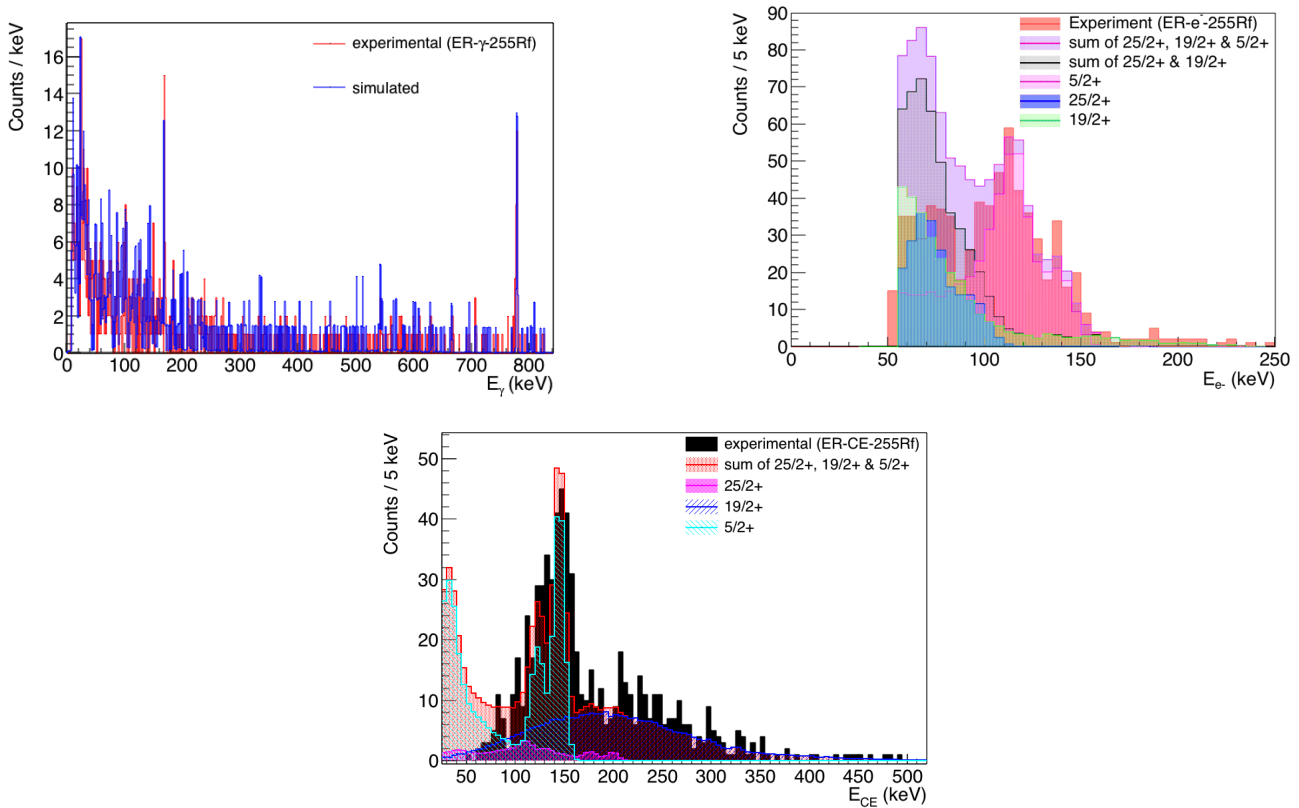 Counts / keV
16
14
12
10
8
6
4
2
0
experimental (ER-γ-255Rf)
simulated
0 100 200 300 400 500 600 700 800
Eγ (keV)
Counts / 5 keV
90
80
70
60
50
40
30
20
10
0
Experiment (ER-e⁻-255Rf)
sum of 25/2+, 19/2+ & 5/2+
sum of 25/2+ & 19/2+
5/2+
25/2+
19/2+
0 50 100 150 200 250
Ee- (keV)
Counts / 5 keV
50
40
30
20
10
0
experimental (ER-CE-255Rf)
sum of 25/2+, 19/2+ & 5/2+
25/2+
19/2+
5/2+
50 100 150 200 250 300 350 400 450 500
ECE (keV)